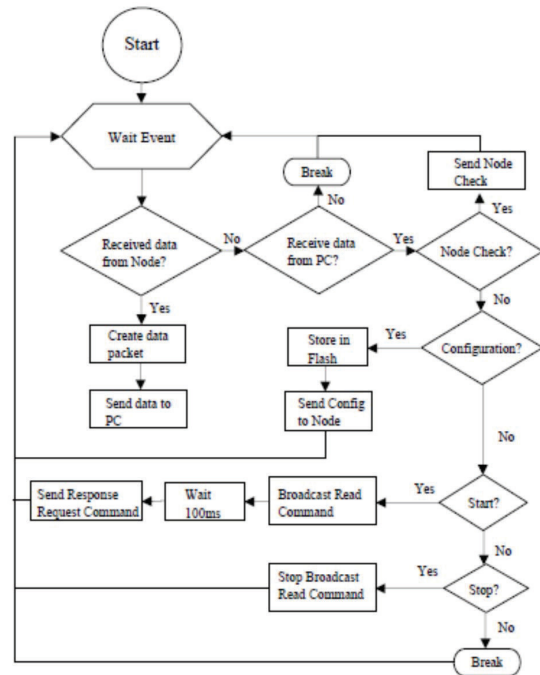 Start
Wait Event
Send Node
Check
Break
No
Yes
Received data
from Node?
No
Receive data
from PC?
Yes
Node Check?
Yes
No
Create data
packet
Store in
Flash
Yes
Configuration?
Send data to
PC
Send Config
to Node
No
Send Response
Request Command
Wait
100ms
Broadcast Read
Command
Yes
Start?
No
Stop Broadcast
Read Command
Yes
Stop?
No
Break